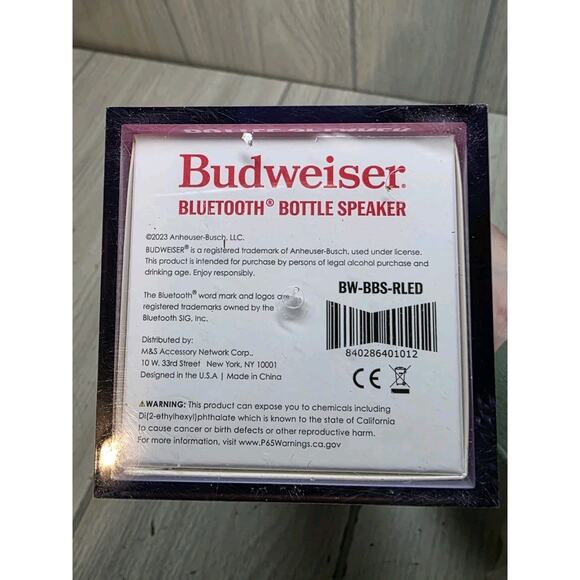 Budweiser®
BLUETOOTH® BOTTLE SPEAKER
©2023 Anheuser-Busch, LLC.
BUDWEISER® is a registered trademark of Anheuser-Busch, used under license.
This product is intended for purchase by persons of legal alcohol purchase and
drinking age. Enjoy responsibly.
The Bluetooth® word mark and logos are
registered trademarks owned by the
Bluetooth SIG, Inc.
BW-BBS-RLED
840286401012
Distributed by:
M&S Accessory Network Corp.,
10 W. 33rd Street New York, NY 10001
Designed in the U.S.A | Made in China
CE
⚠WARNING: This product can expose you to chemicals including
Di(2-ethylhexyl)phthalate which is known to the state of California
to cause cancer or birth defects or other reproductive harm.
For more information, visit www.P65Warnings.ca.gov